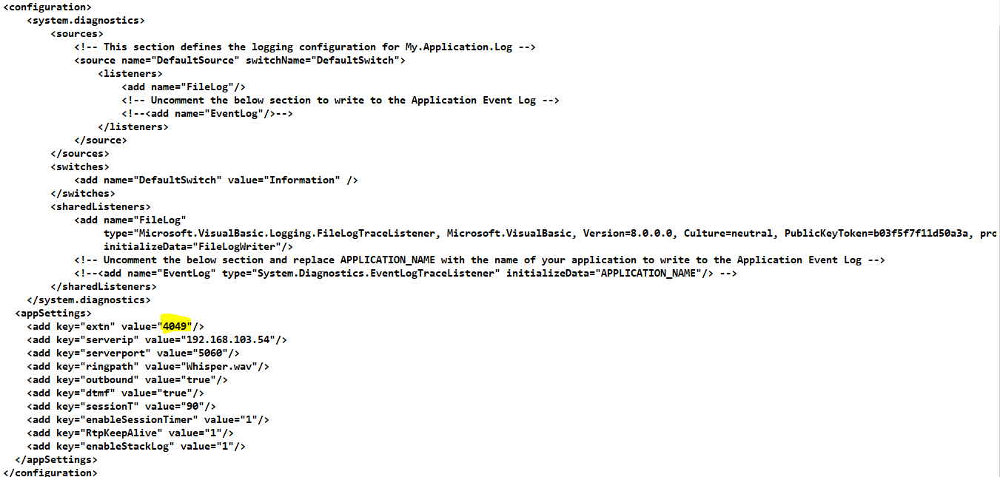 <configuration>
<system.diagnostics>
<sources>
<!-- This section defines the logging configuration for My.Application.Log -->
<source name="DefaultSource" switchName="DefaultSwitch">
<listeners>
<add name="FileLog"/>
<!-- Uncomment the below section to write to the Application Event Log -->
<!--<add name="EventLog"/>-->
</listeners>
</source>
</sources>
<switches>
<add name="DefaultSwitch" value="Information" />
</switches>
<sharedListeners>
<add name="FileLog"
type="Microsoft.VisualBasic.Logging.FileLogTraceListener, Microsoft.VisualBasic, Version=8.0.0.0, Culture=neutral, PublicKeyToken=b03f5f7f11d50a3a, pro
initializeData="FileLogWriter"/>
<!-- Uncomment the below section and replace APPLICATION_NAME with the name of your application to write to the Application Event Log -->
<!--<add name="EventLog" type="System.Diagnostics.EventLogTraceListener" initializeData="APPLICATION_NAME"/> -->
</sharedListeners>
</system.diagnostics>
<appSettings>
<add key="extn" value="4049"/>
<add key="serverip" value="192.168.103.54"/>
<add key="serverport" value="5060"/>
<add key="ringpath" value="Whisper.wav"/>
<add key="outbound" value="true"/>
<add key="dtmf" value="true"/>
<add key="sessionT" value="90"/>
<add key="enableSessionTimer" value="1"/>
<add key="RtpKeepAlive" value="1"/>
<add key="enableStackLog" value="1"/>
</appSettings>
</configuration>